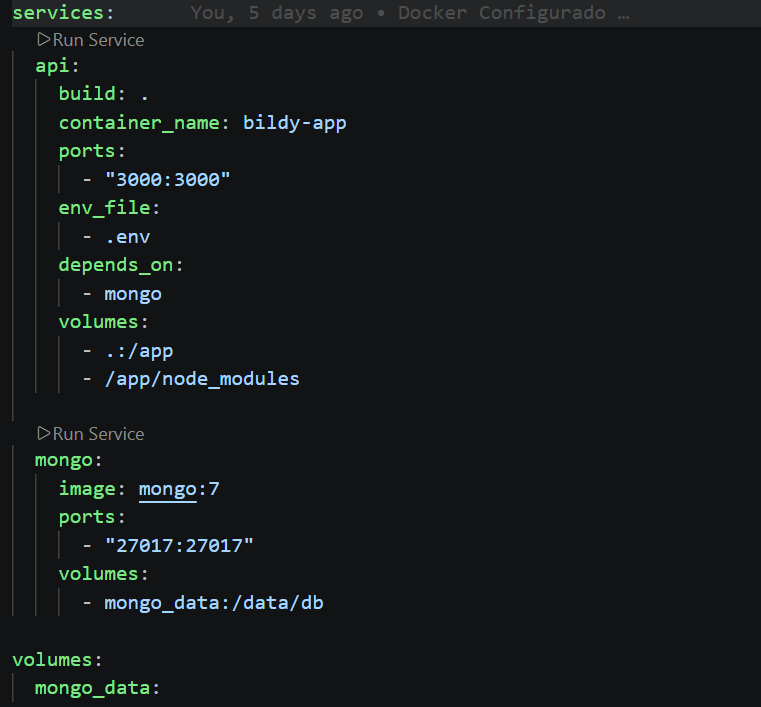 services:        You, 5 days ago • Docker Configurado …
  ▷Run Service
  api:
    build: .
    container_name: bildy-app
    ports:
      - "3000:3000"
    env_file:
      - .env
    depends_on:
      - mongo
    volumes:
      - .:/app
      - /app/node_modules
  ▷Run Service
  mongo:
    image: mongo:7
    ports:
      - "27017:27017"
    volumes:
      - mongo_data:/data/db
volumes:
  mongo_data: